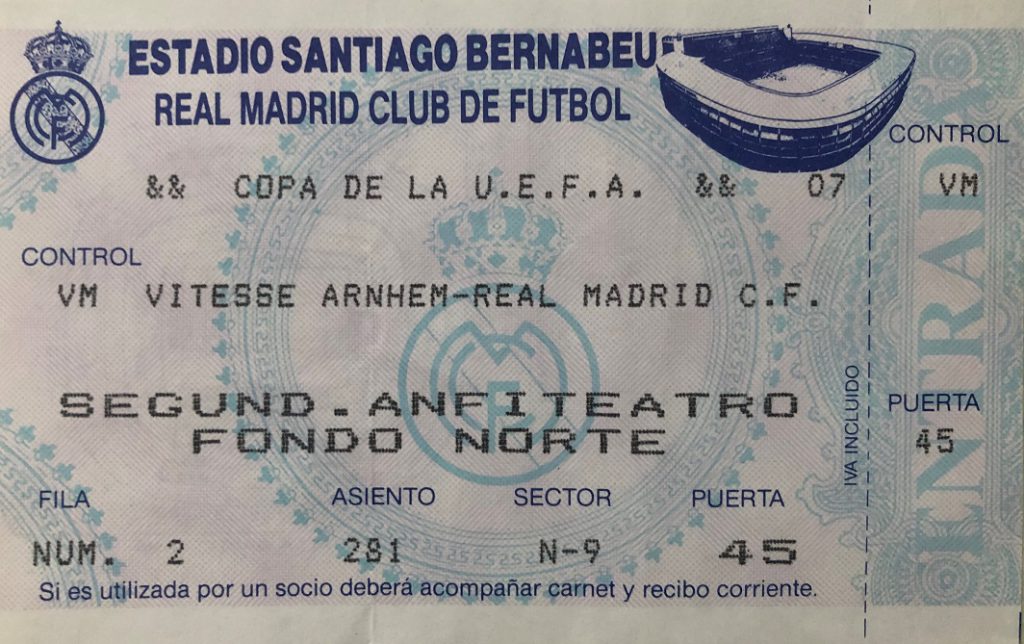 ESTADIO SANTIAGO BERNABEU
REAL MADRID CLUB DE FUTBOL
CONTROL
&& COPA DE LA U.E.F.A. && 07 VM
CONTROL
VM VITESSE ARNHEM-REAL MADRID C.F.
SEGUND.ANFITEATRO
FONDO NORTE
IVA INCLUIDO
PUERTA
45
ENTRADA
FILA ASIENTO SECTOR PUERTA
NUM. 2 281 N-9 45
Si es utilizada por un socio deberá acompañar carnet y recibo corriente.